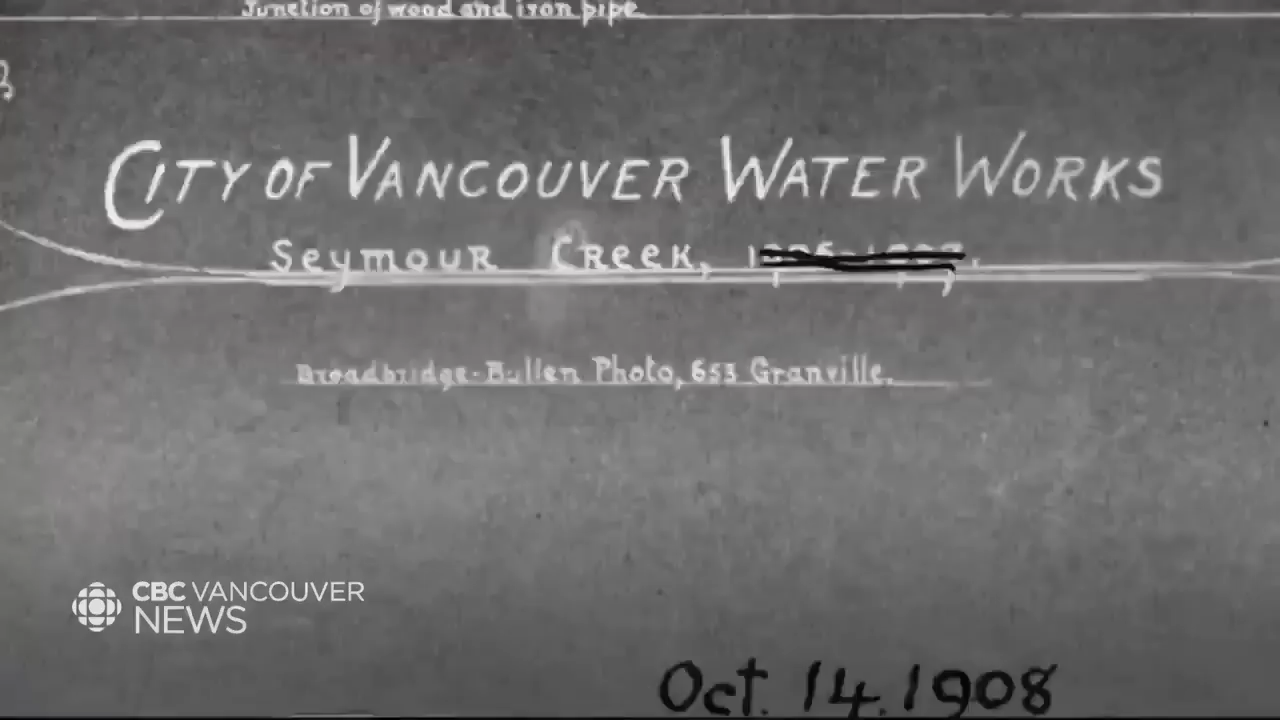 Junction of wood and iron pipe
CITY OF VANCOUVER WATER WORKS
SEYMOUR CREEK,
Broadbridge-Bullen Photo, 653 Granville.
CBC VANCOUVER
NEWS
Oct. 14. 1908